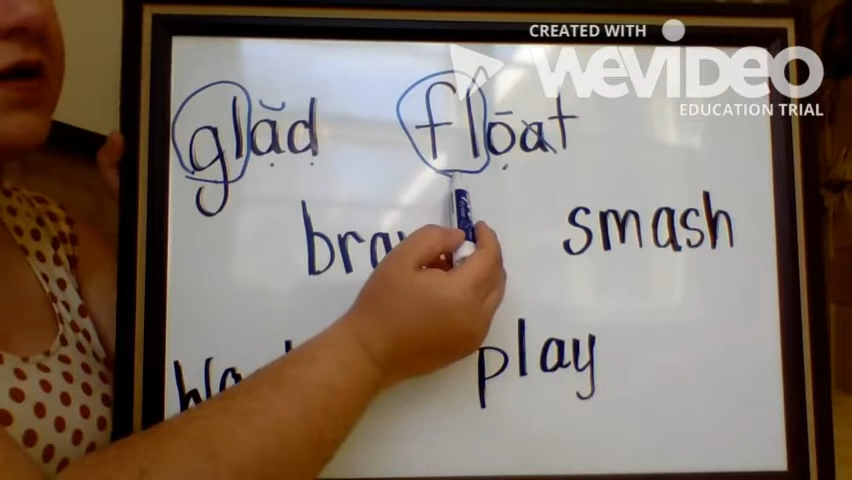 CREATED WITH
WEVIDEO
EDUCATION TRIAL
glăd flōat
smash
play